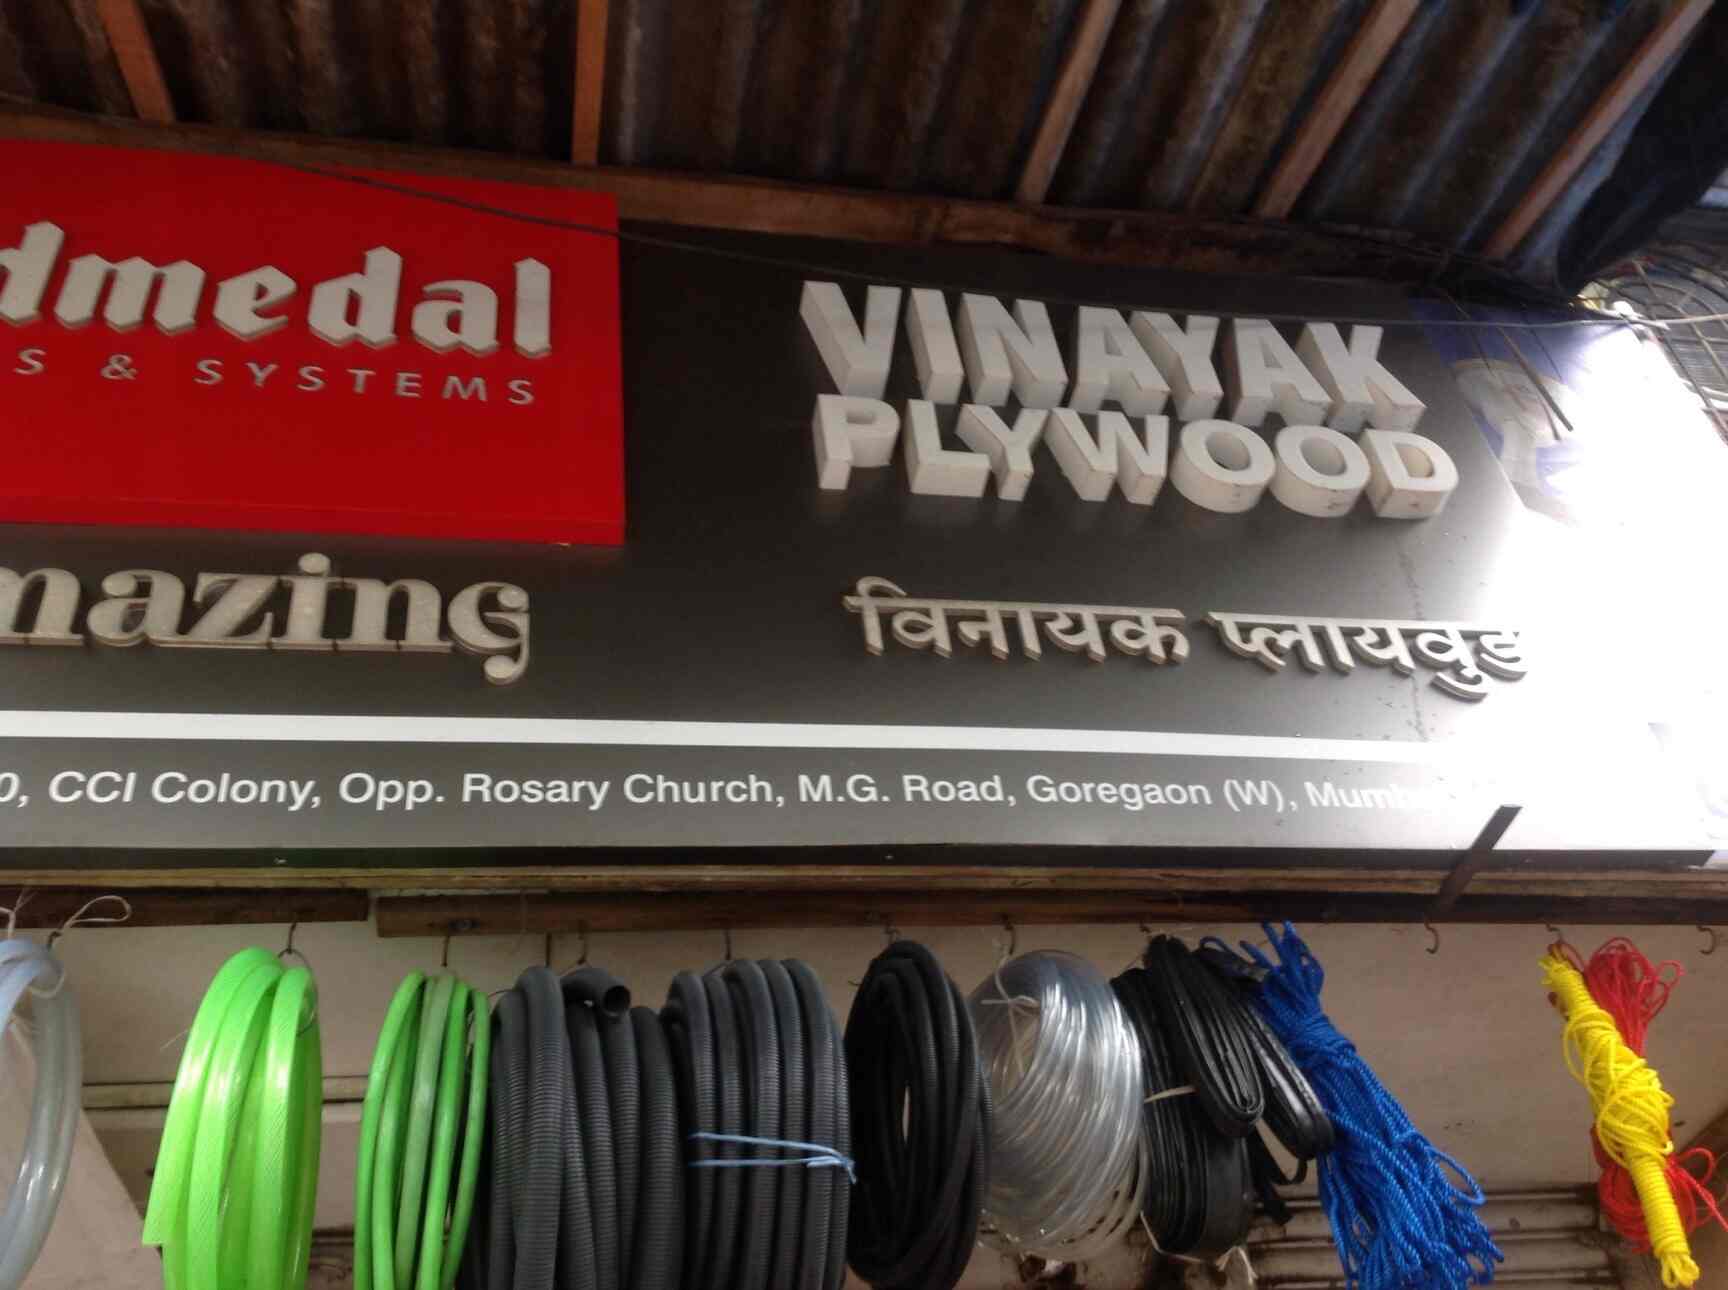 dmedal
S & SYSTEMS
mazing
VINAYAK
PLYWOOD
विनायक प्लायवुड
0, CCI Colony, Opp. Rosary Church, M.G. Road, Goregaon (W),